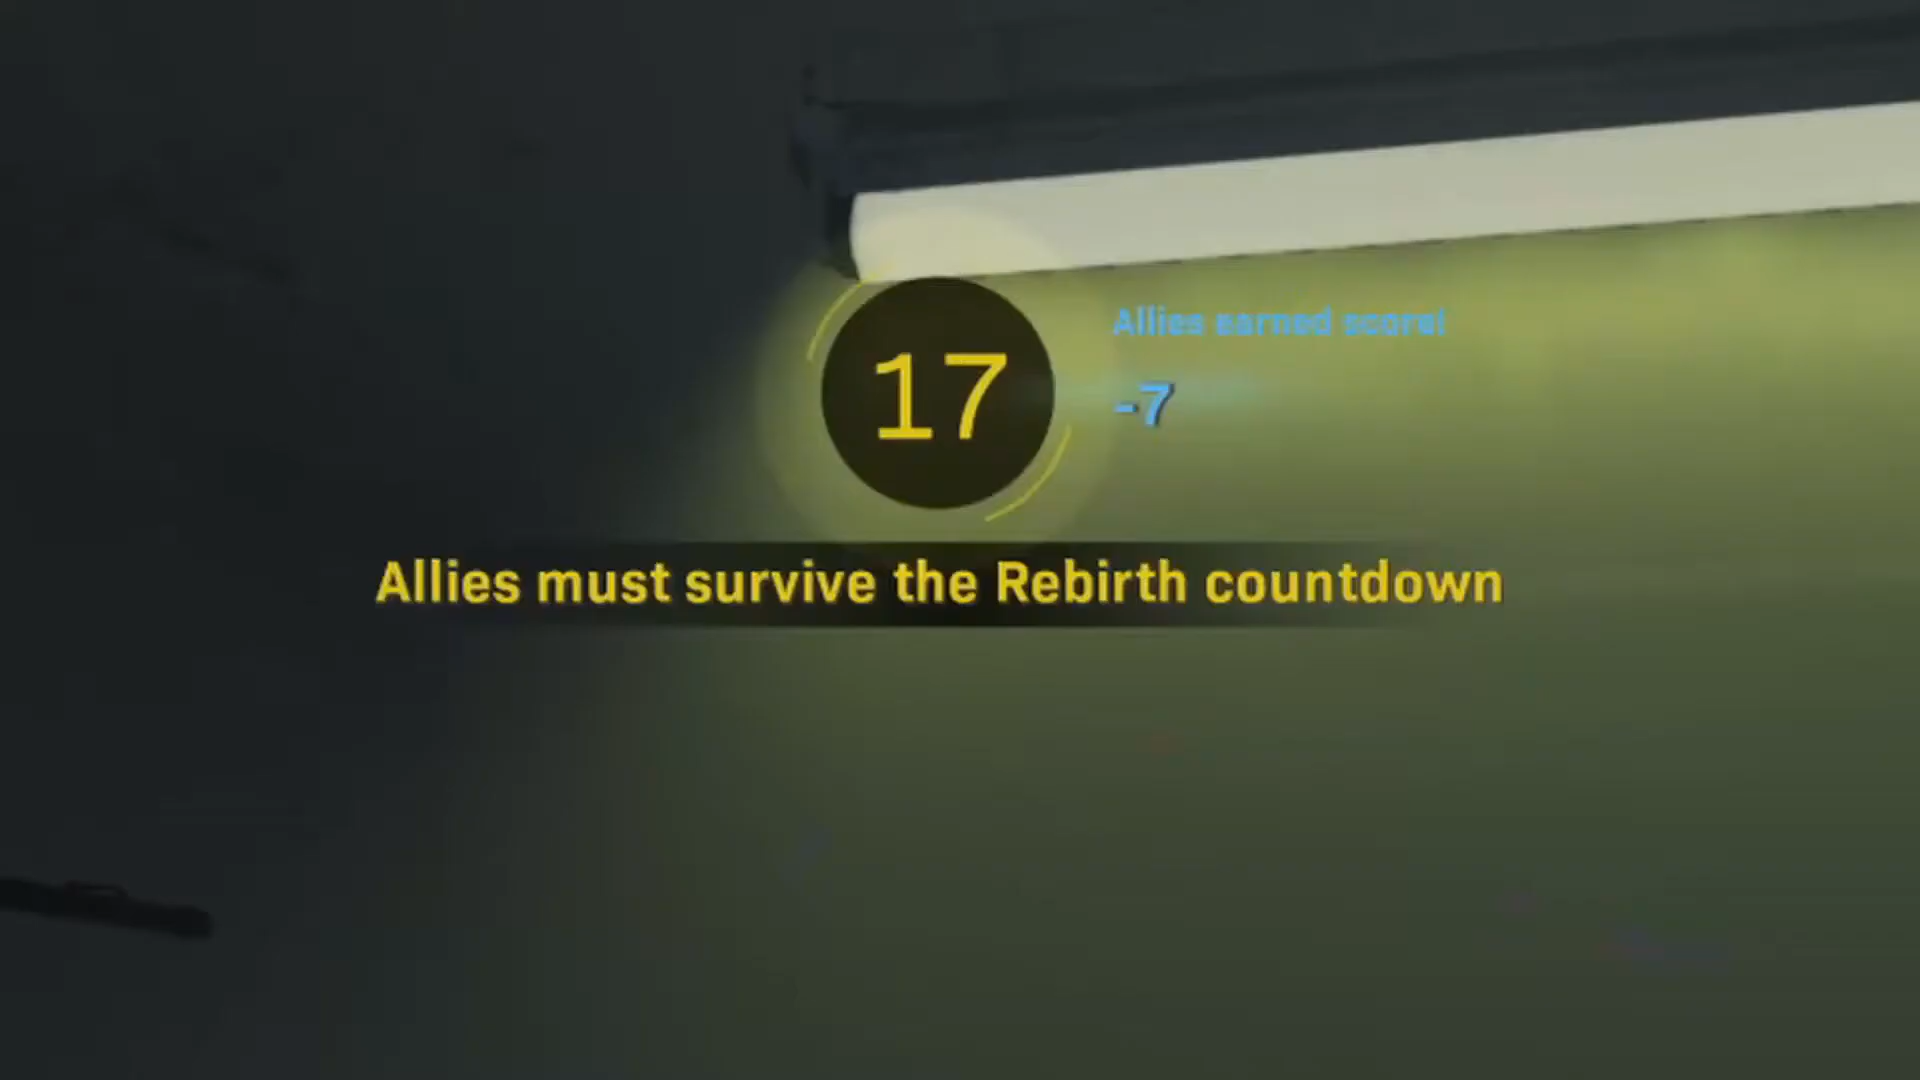 Allies earned score!
17
-7
Allies must survive the Rebirth countdown